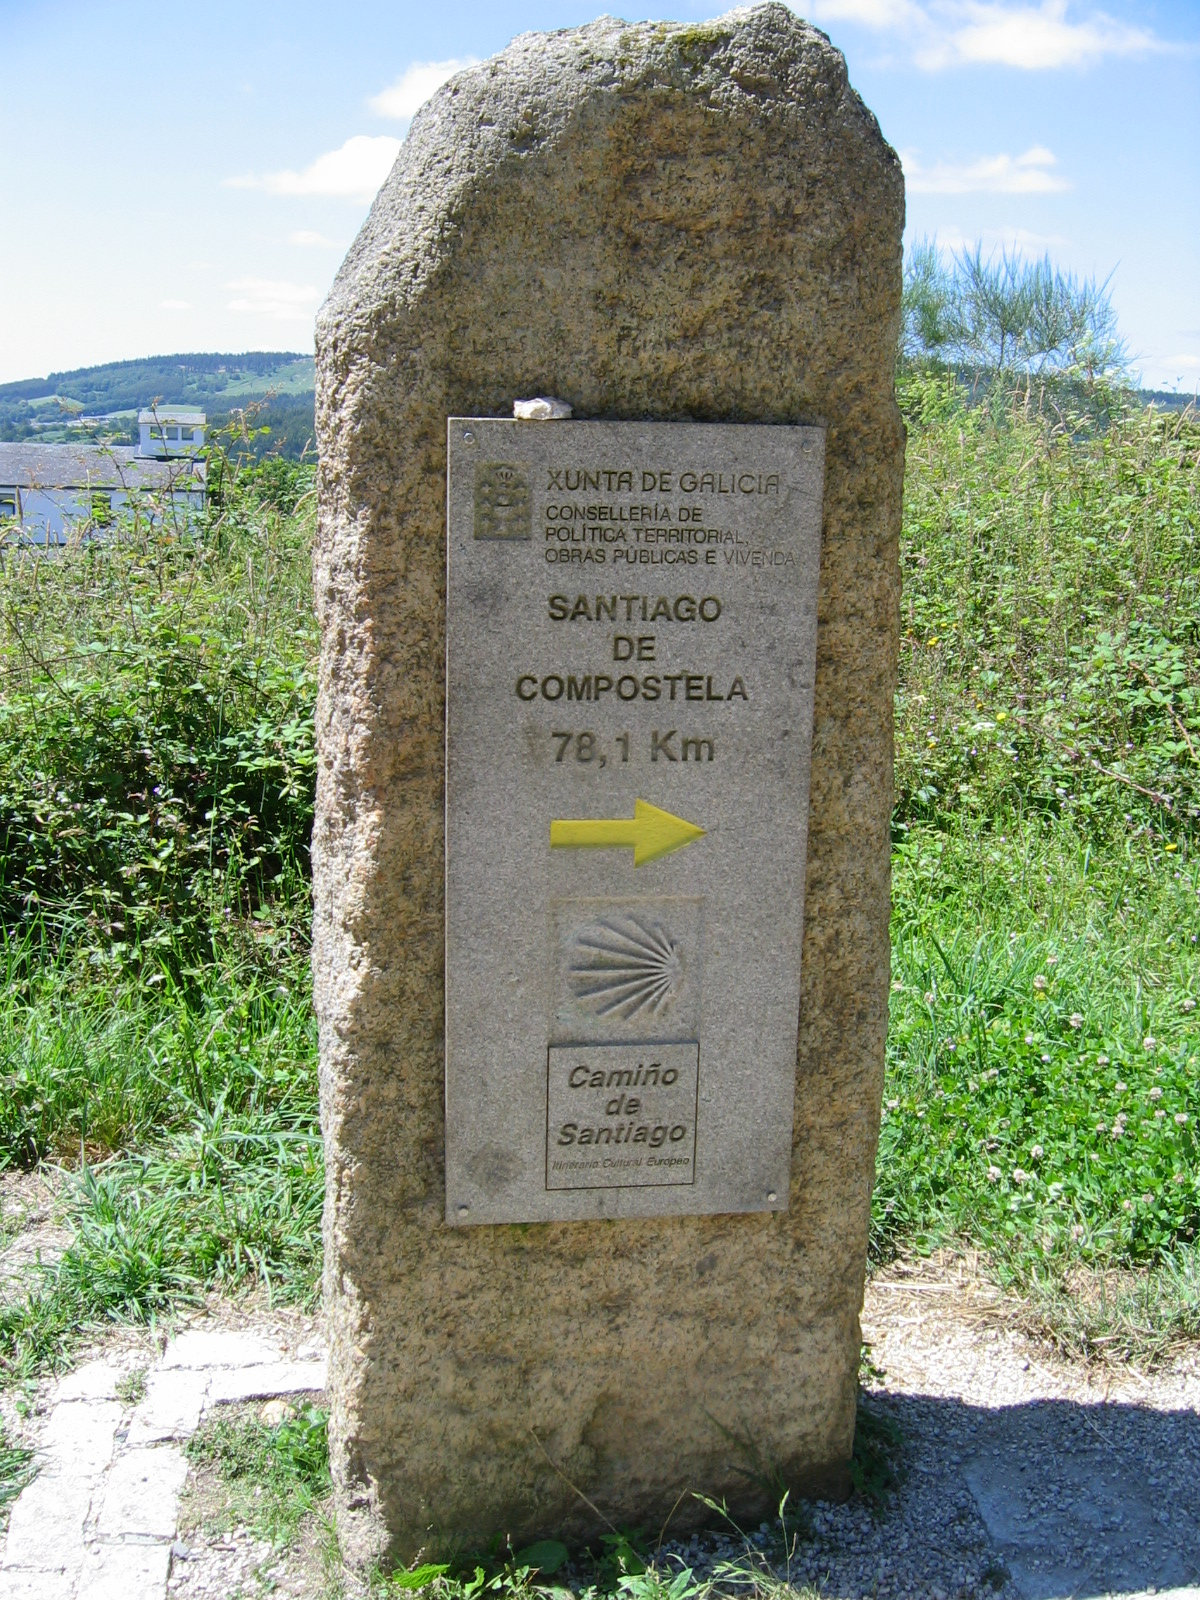 XUNTA DE GALICIA
CONSELLERÍA DE
POLÍTICA TERRITORIAL,
OBRAS PÚBLICAS E VIVENDA
SANTIAGO
DE
COMPOSTELA
78,1 Km
Camiño
de
Santiago
Itinerario Cultural Europeo